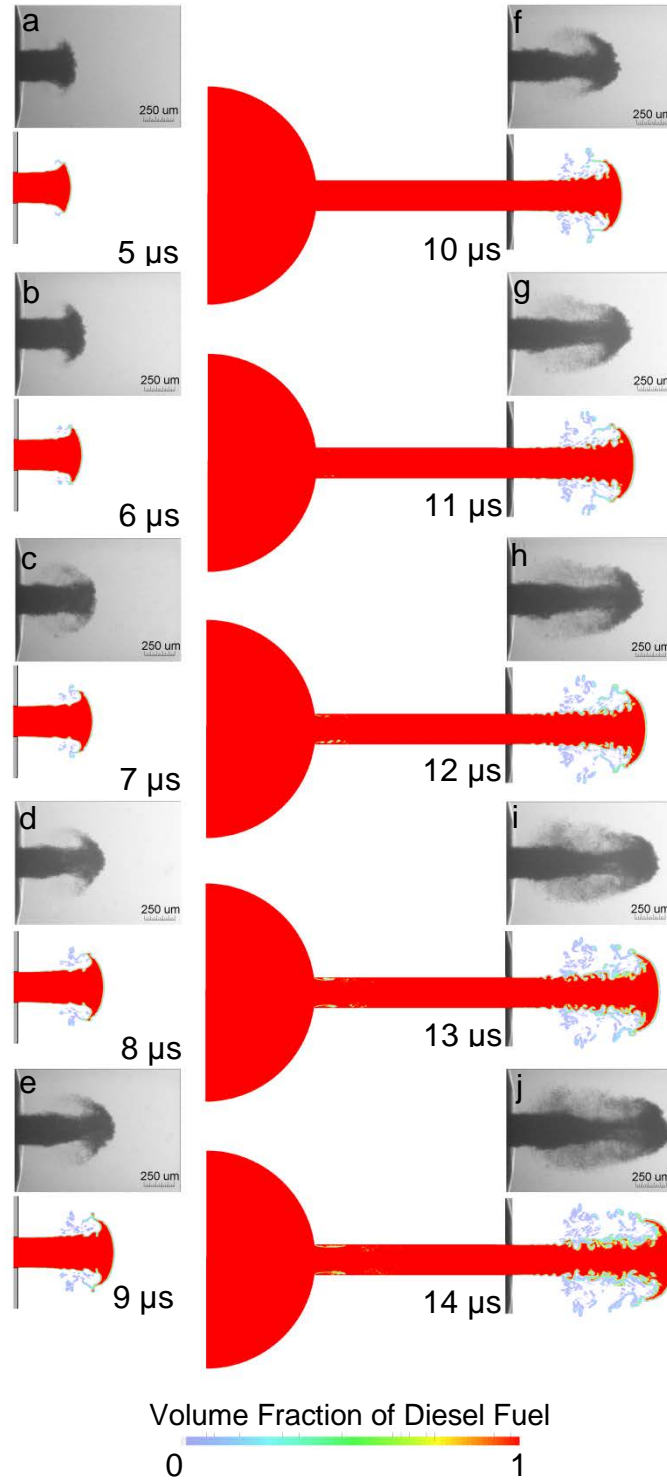 a
250 um
5 µs
b
250 um
6 µs
c
250 um
7 µs
d
250 um
8 µs
e
250 um
9 µs
f
250 um
10 µs
g
250 um
11 µs
h
250 um
12 µs
i
250 um
13 µs
j
250 um
14 µs
Volume Fraction of Diesel Fuel
0 1